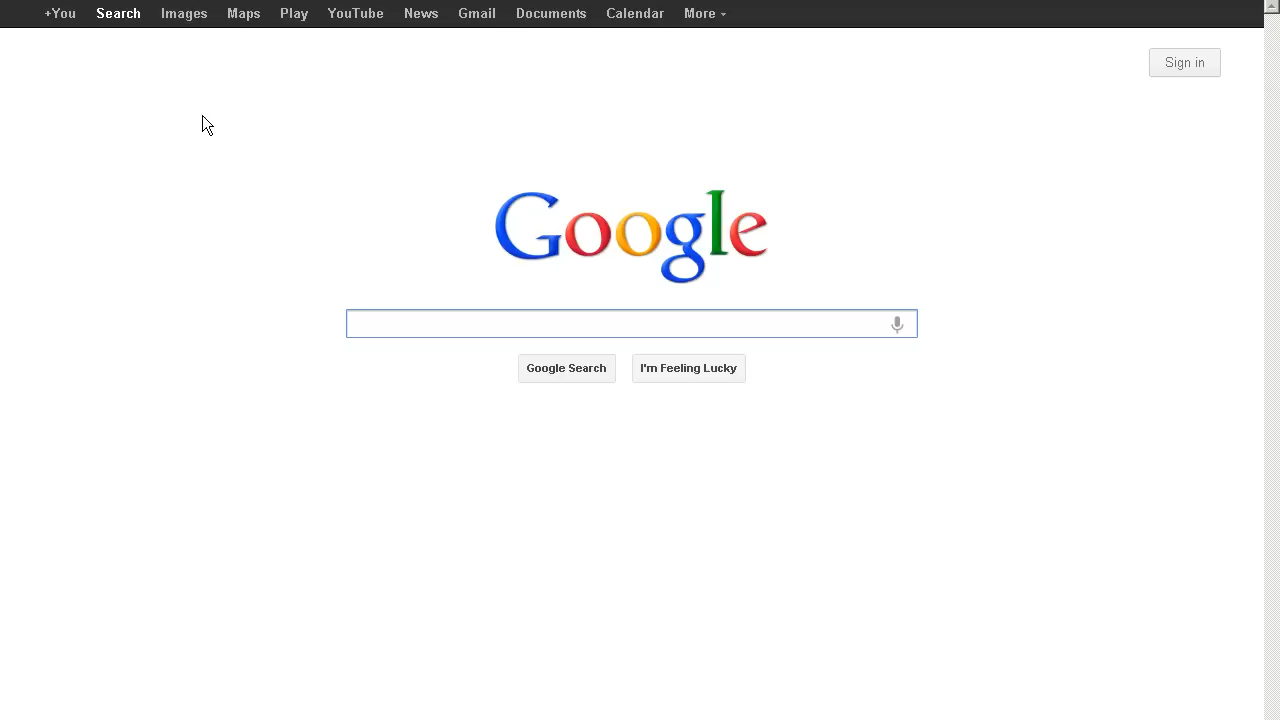 +You Search Images Maps Play YouTube News Gmail Documents Calendar More
Sign in
Google
Google Search I'm Feeling Lucky